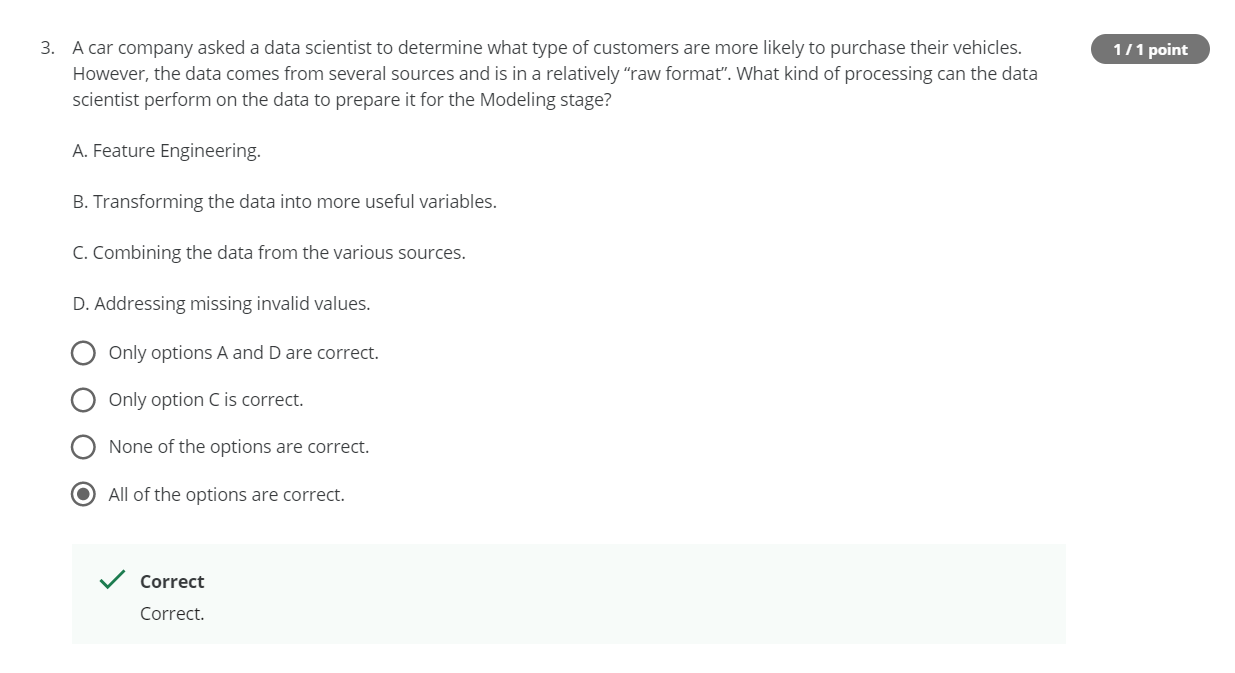 3. A car company asked a data scientist to determine what type of customers are more likely to purchase their vehicles.
1 / 1 point
However, the data comes from several sources and is in a relatively “raw format”. What kind of processing can the data
scientist perform on the data to prepare it for the Modeling stage?
A. Feature Engineering.
B. Transforming the data into more useful variables.
C. Combining the data from the various sources.
D. Addressing missing invalid values.
Only options A and D are correct.
Only option C is correct.
None of the options are correct.
All of the options are correct.
Correct
Correct.